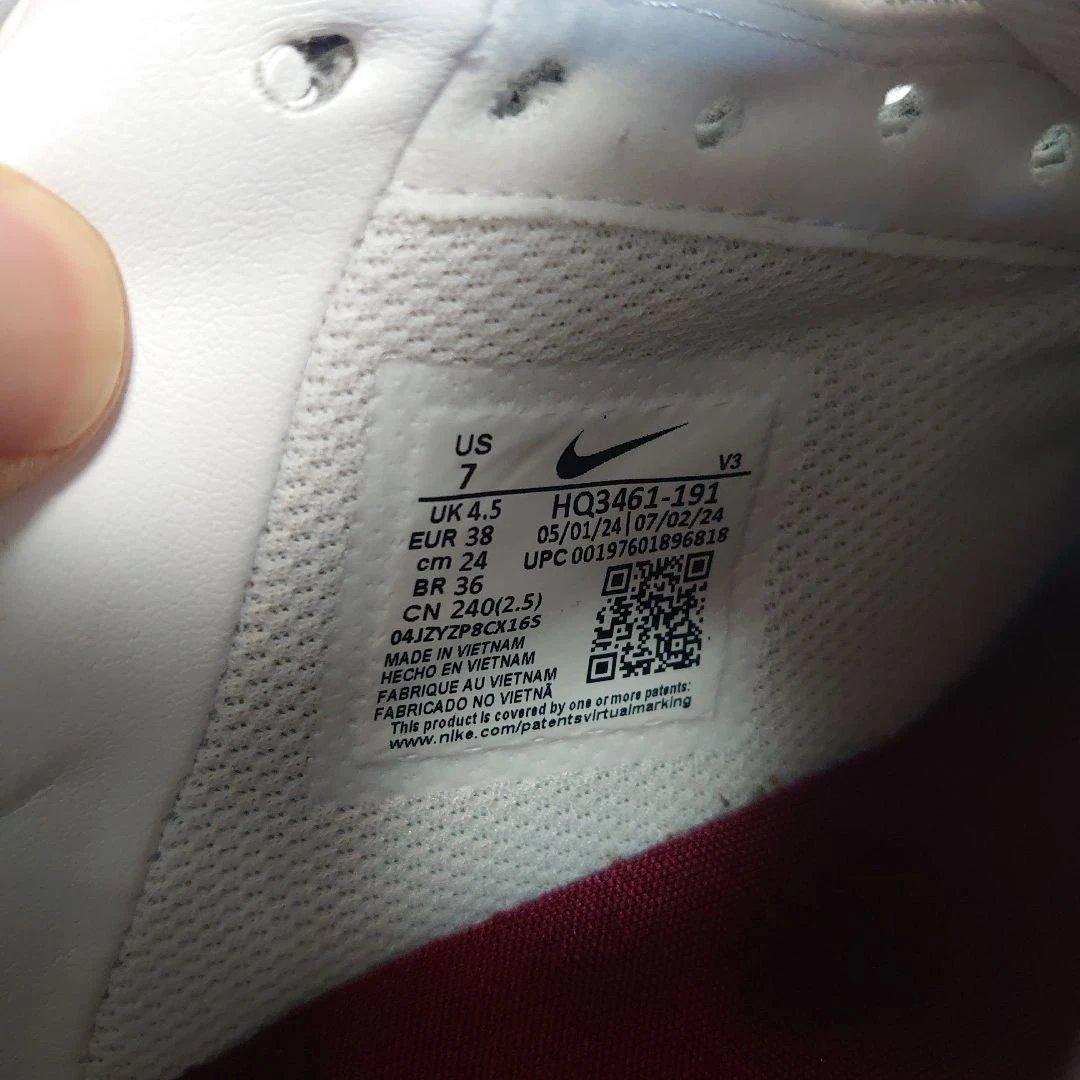 US
7
V3
UK 4.5
HQ3461-191
EUR 38
05/01/24|07/02/24
cm 24
UPC 00197601896818
BR 36
CN 240(2.5)
04JZYZP8CX16S
MADE IN VIETNAM
HECHO EN VIETNAM
FABRIQUE AU VIETNAM
FABRICADO NO VIETNÃ
This product is covered by one or more patents:
www.nike.com/patentsvirtualmarking